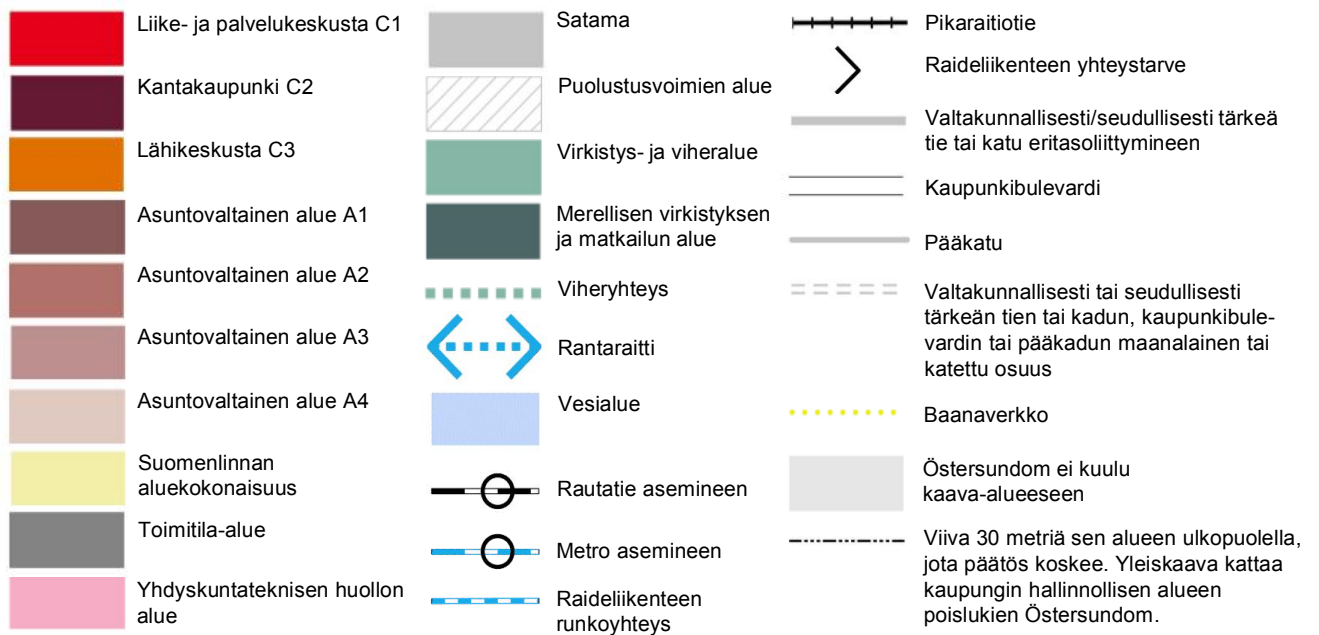 Liike- ja palvelukeskusta C1
Kantakaupunki C2
Lähikeskusta C3
Asuntovaltainen alue A1
Asuntovaltainen alue A2
Asuntovaltainen alue A3
Asuntovaltainen alue A4
Suomenlinnan
aluekokonaisuus
Toimitila-alue
Yhdyskuntateknisen huollon
alue
Satama
Puolustusvoimien alue
Virkistys- ja viheralue
Merellisen virkistyksen
ja matkailun alue
Viheryhteys
Rantaraitti
Vesialue
Rautatie asemineen
Metro asemineen
Raideliikenteen
runkoyhteys
Pikaraitiotie
Raideliikenteen yhteystarve
Valtakunnallisesti/seudullisesti tärkeä
tie tai katu eritasoliittymineen
Kaupunkibulevardi
Pääkatu
Valtakunnallisesti tai seudullisesti
tärkeän tien tai kadun, kaupunkibule-
vardin tai pääkadun maanalainen tai
katettu osuus
Baanaverkko
Östersundom ei kuulu
kaava-alueeseen
Viiva 30 metriä sen alueen ulkopuolella,
jota päätös koskee. Yleiskaava kattaa
kaupungin hallinnollisen alueen
poislukien Östersundom.